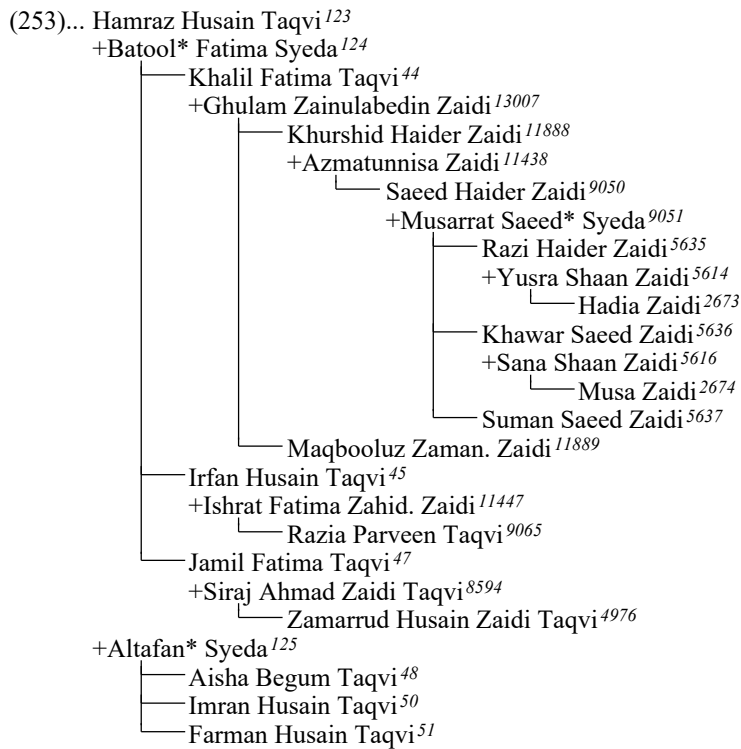 (253)... Hamraz Husain Taqvi 123
+Batool* Fatima Syeda 124
Khalil Fatima Taqvi 44
+Ghulam Zainulabedin Zaidi 13007
Khurshid Haider Zaidi 11888
+Azmatunnisa Zaidi 11438
Saeed Haider Zaidi 9050
+Musarrat Saeed* Syeda 9051
Razi Haider Zaidi 5635
+Yusra Shaan Zaidi 5614
Hadia Zaidi 2673
Khawar Saeed Zaidi 5636
+Sana Shaan Zaidi 5616
Musa Zaidi 2674
Suman Saeed Zaidi 5637
Maqbooluz Zaman. Zaidi 11889
Irfan Husain Taqvi 45
+Ishrat Fatima Zahid. Zaidi 11447
Razia Parveen Taqvi 9065
Jamil Fatima Taqvi 47
+Siraj Ahmad Zaidi Taqvi 8594
Zamarrud Husain Zaidi Taqvi 4976
+Altafan* Syeda 125
Aisha Begum Taqvi 48
Imran Husain Taqvi 50
Farman Husain Taqvi 51